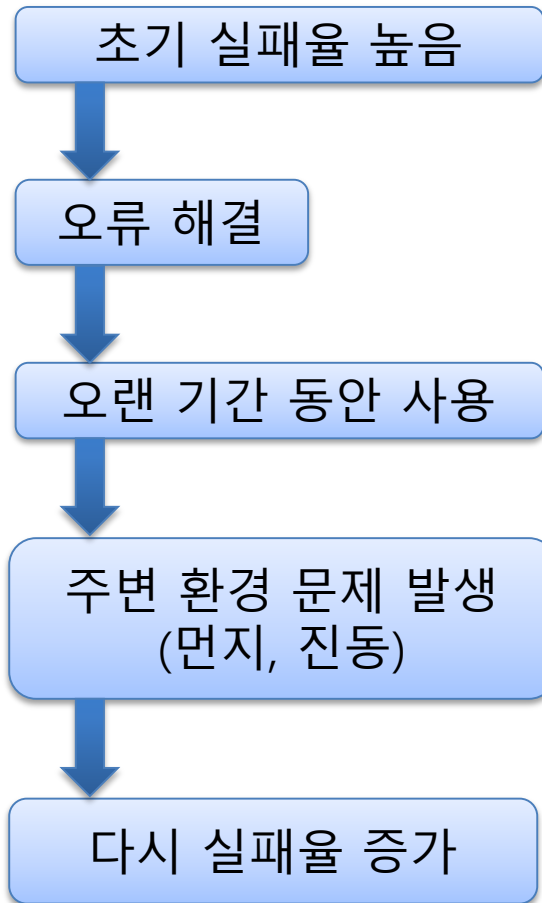 초기 실패율 높음
오류 해결
오랜 기간 동안 사용
주변 환경 문제 발생
(먼지, 진동)
다시 실패율 증가